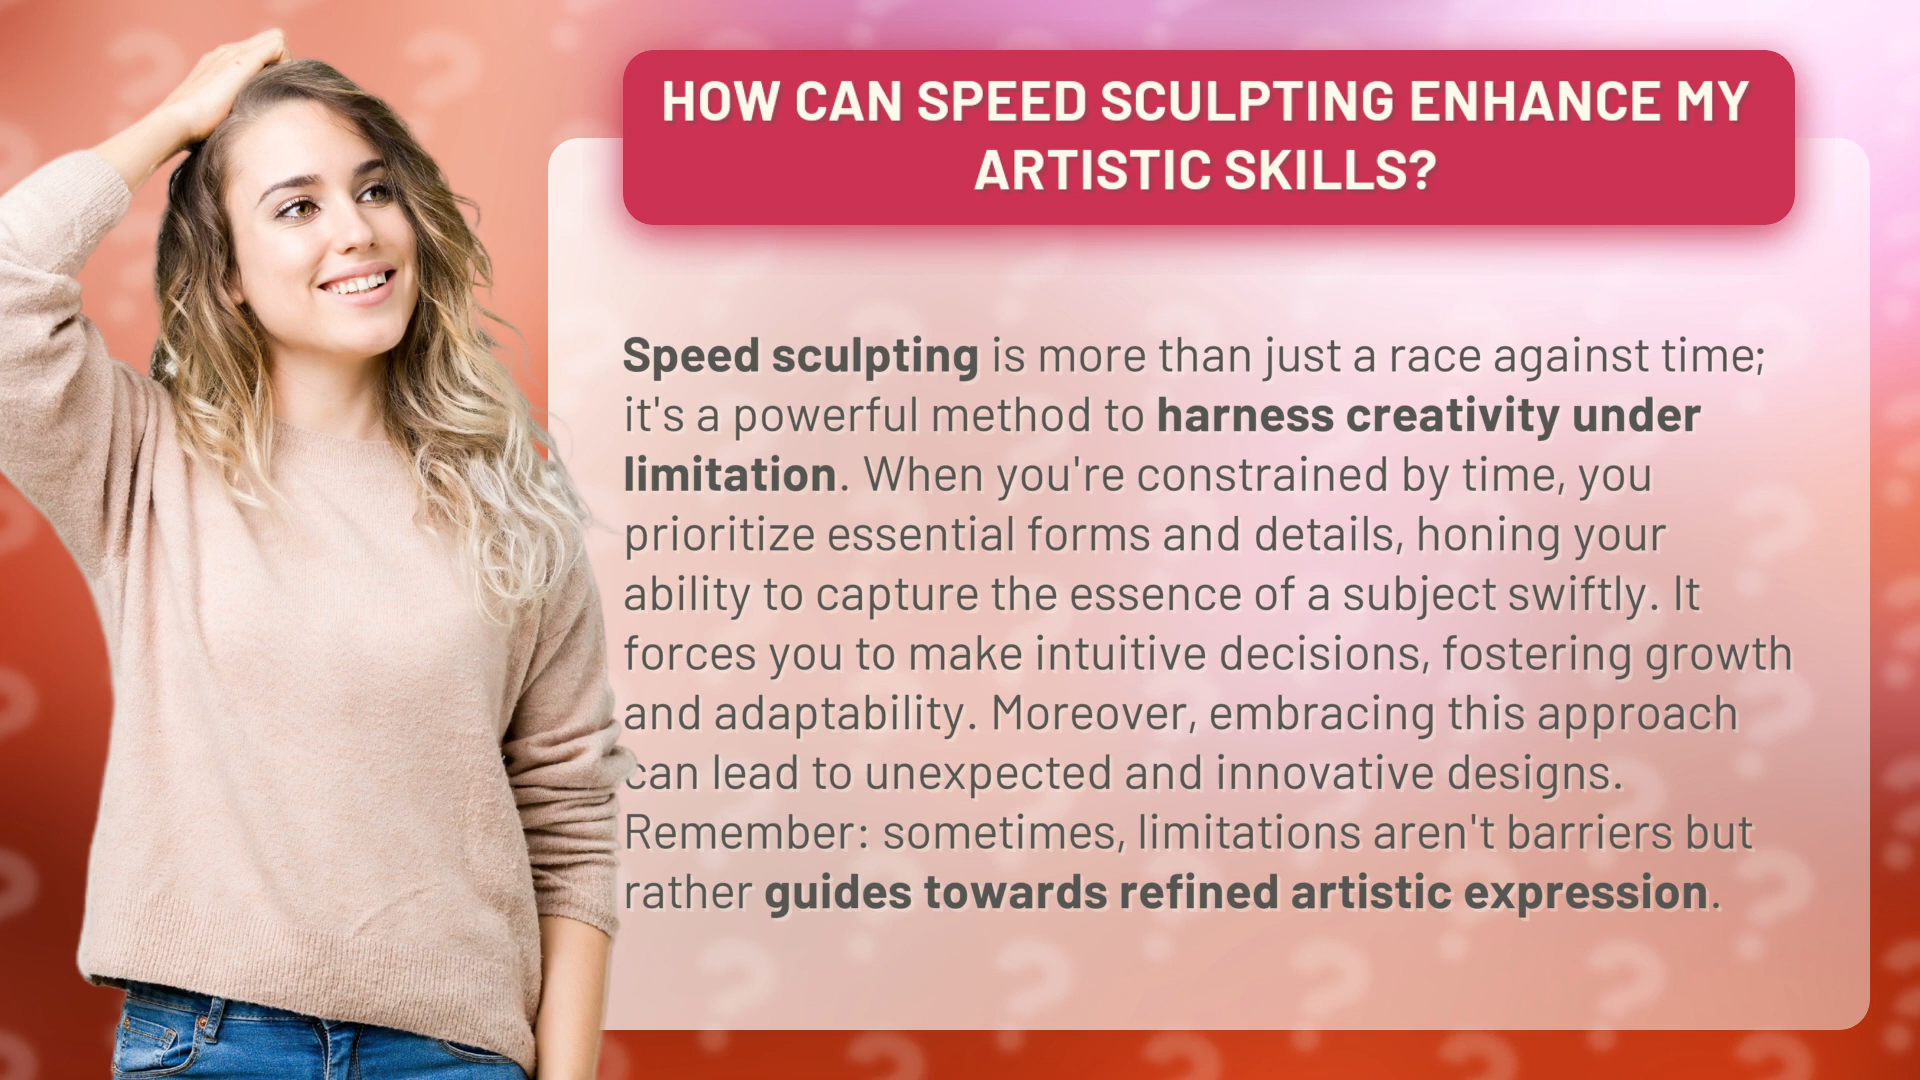 HOW CAN SPEED SCULPTING ENHANCE MY
ARTISTIC SKILLS?
Speed sculpting is more than just a race against time;
it's a powerful method to harness creativity under
limitation. When you're constrained by time, you
prioritize essential forms and details, honing your
ability to capture the essence of a subject swiftly. It
forces you to make intuitive decisions, fostering growth
and adaptability. Moreover, embracing this approach
can lead to unexpected and innovative designs.
Remember: sometimes, limitations aren't barriers but
rather guides towards refined artistic expression.